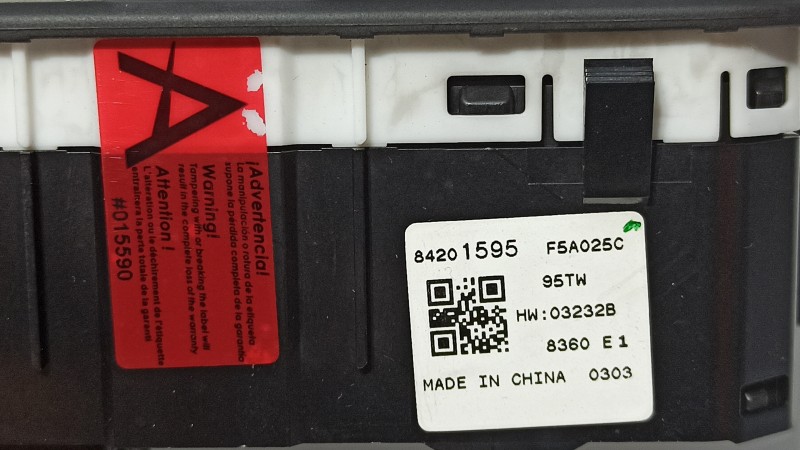 A
¡Advertencia!
La manipulación o rotura de la etiqueta
supone la pérdida completa de la garantía
Warning!
Tampering with or breaking the label will
result in the complete loss of the warranty
Attention !
L'altération ou le déchirement de l'étiquette
entraînera la perte totale de la garanti
#015590
84201595 F5A025C
95TW
HW:03232B
8360 E1
MADE IN CHINA 0303